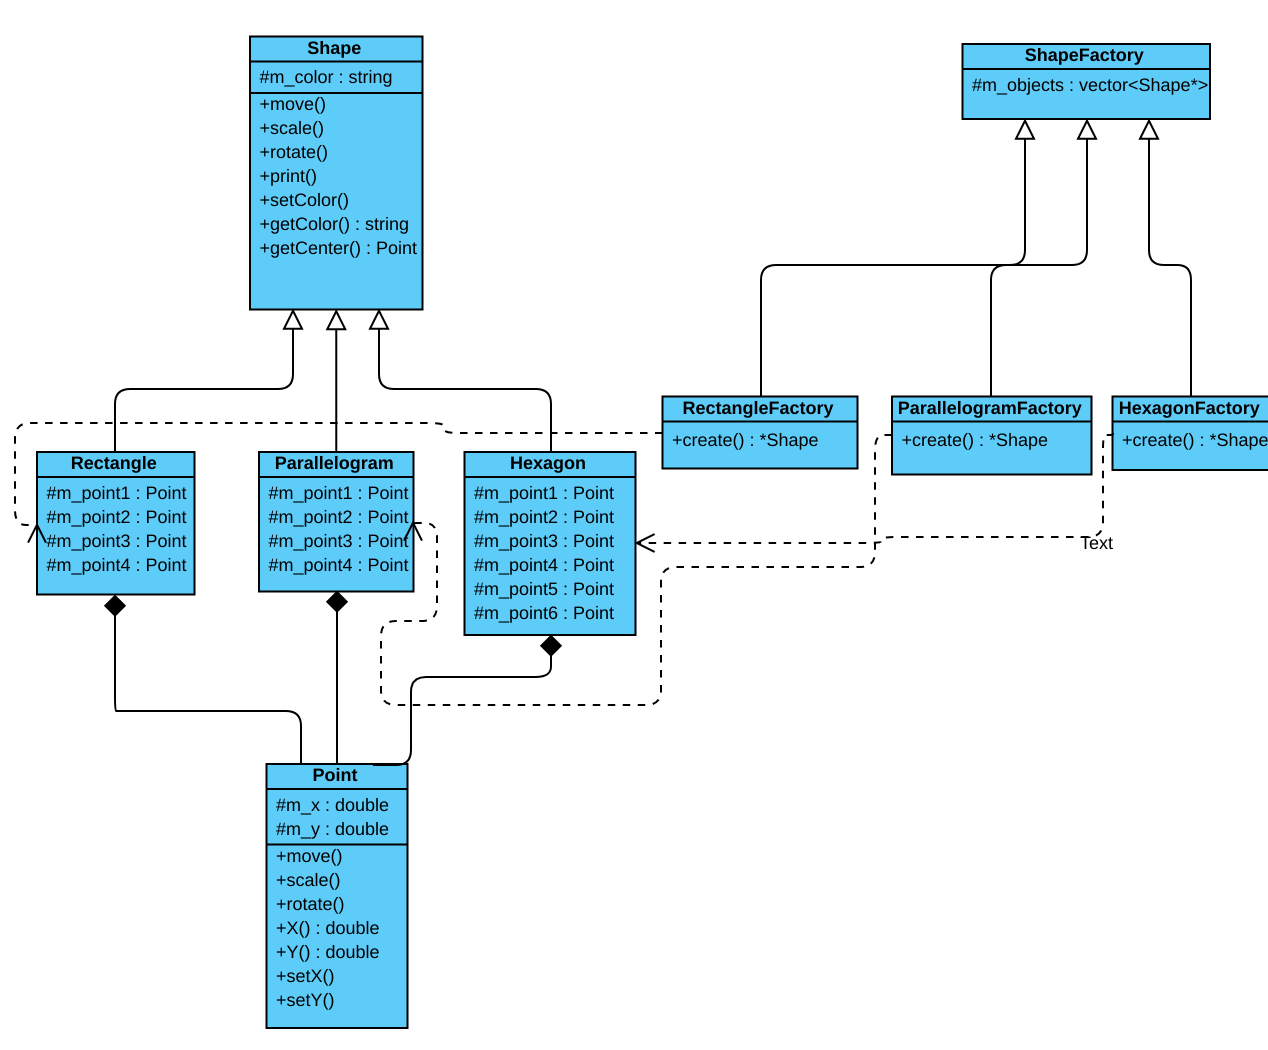 Shape
#m_color : string
+move()
+scale()
+rotate()
+print()
+setColor()
+getColor() : string
+getCenter() : Point
ShapeFactory
#m_objects : vector<Shape*>
RectangleFactory
+create() : *Shape
ParallelogramFactory
+create() : *Shape
HexagonFactory
+create() : *Shape
Rectangle
#m_point1 : Point
#m_point2 : Point
#m_point3 : Point
#m_point4 : Point
Parallelogram
#m_point1 : Point
#m_point2 : Point
#m_point3 : Point
#m_point4 : Point
Hexagon
#m_point1 : Point
#m_point2 : Point
#m_point3 : Point
#m_point4 : Point
#m_point5 : Point
#m_point6 : Point
Text
Point
#m_x : double
#m_y : double
+move()
+scale()
+rotate()
+X() : double
+Y() : double
+setX()
+setY()